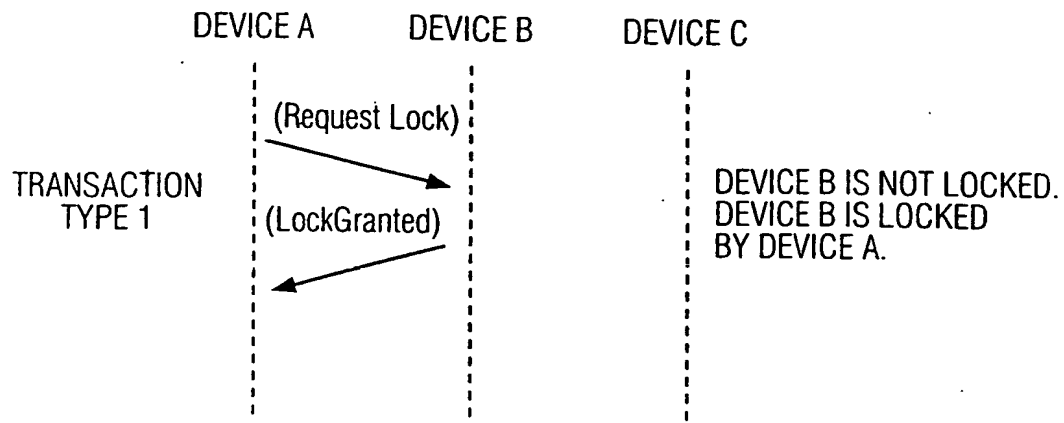 DEVICE A DEVICE B DEVICE C
(Request Lock)
TRANSACTION
TYPE 1
(LockGranted)
DEVICE B IS NOT LOCKED.
DEVICE B IS LOCKED
BY DEVICE A.